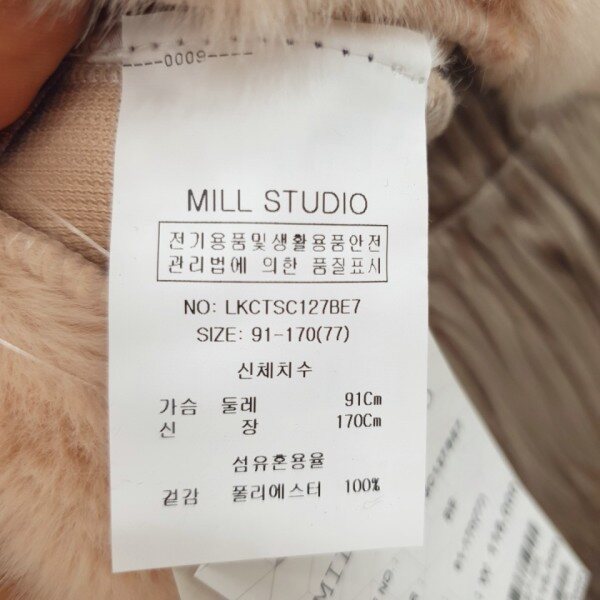 ----0009----
MILL STUDIO
전기용품및생활용품안전
관리법에 의한 품질표시
NO: LKCTSC127BE7
SIZE: 91-170(77)
신체치수
가슴 둘레 91Cm
신 장 170Cm
섬유혼용율
겉감 폴리에스터 100%